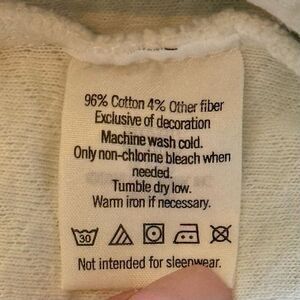 96% Cotton 4% Other fiber
Exclusive of decoration
Machine wash cold.
Only non-chlorine bleach when
needed.
Tumble dry low.
Warm iron if necessary.
30
Not intended for sleepwear.